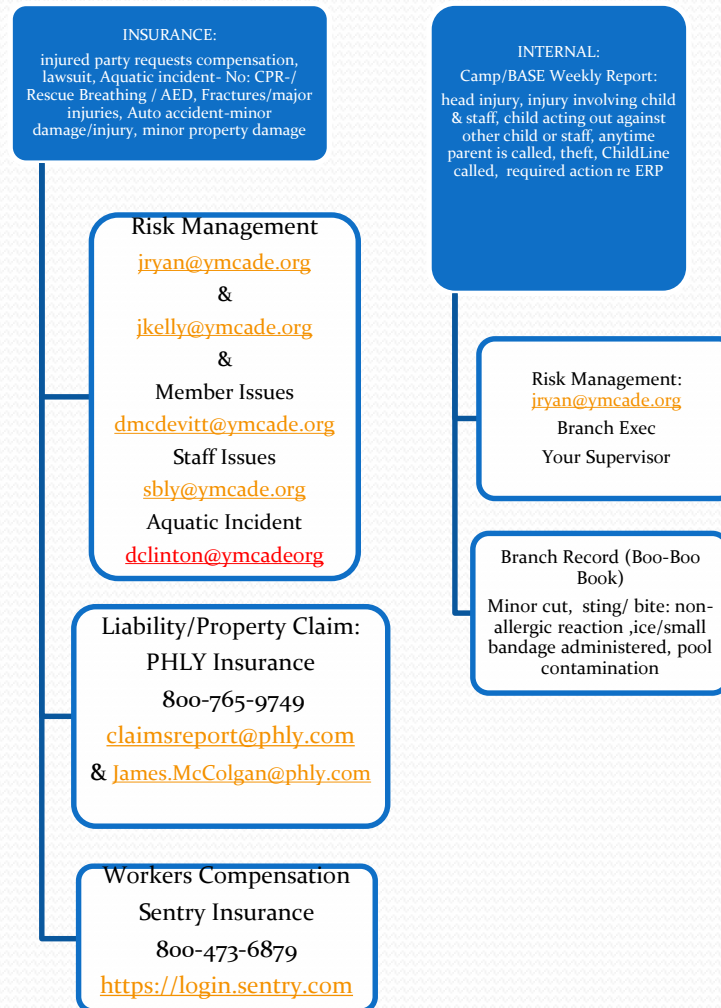 INSURANCE:
injured party requests compensation,
lawsuit, Aquatic incident- No: CPR-/
Rescue Breathing / AED, Fractures/major
injuries, Auto accident-minor
damage/injury, minor property damage
Risk Management
jryan@ymcade.org
&
jkelly@ymcade.org
&
Member Issues
dmcdevitt@ymcade.org
Staff Issues
sbly@ymcade.org
Aquatic Incident
dclinton@ymcadeorg
Liability/Property Claim:
PHLY Insurance
800-765-9749
claimsreport@phly.com
& James.McColgan@phly.com
Workers Compensation
Sentry Insurance
800-473-6879
https://login.sentry.com
INTERNAL:
Camp/BASE Weekly Report:
head injury, injury involving child
& staff, child acting out against
other child or staff, anytime
parent is called, theft, ChildLine
called, required action re ERP
Risk Management:
jryan@ymcade.org
Branch Exec
Your Supervisor
Branch Record (Boo-Boo
Book)
Minor cut, sting/ bite: non-
allergic reaction ,ice/small
bandage administered, pool
contamination